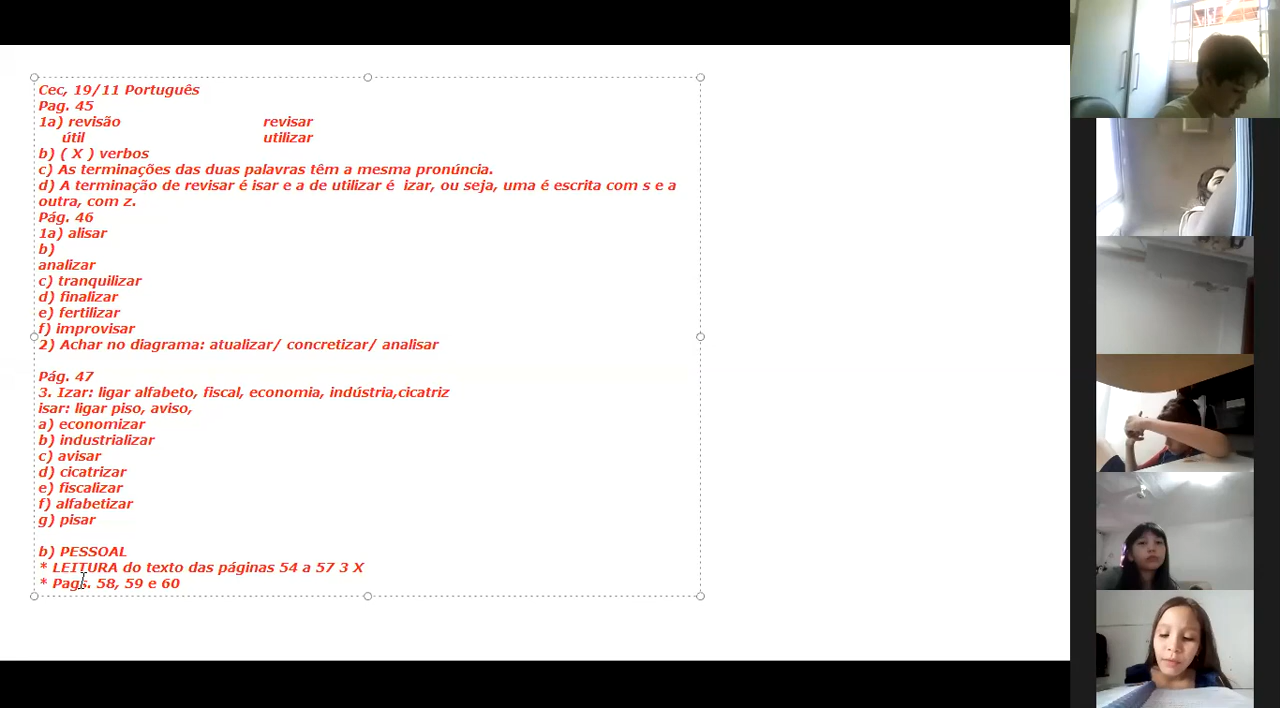 Cec, 19/11 Português
Pag. 45
1a) revisão revisar
útil utilizar
b) ( X ) verbos
c) As terminações das duas palavras têm a mesma pronúncia.
d) A terminação de revisar é isar e a de utilizar é izar, ou seja, uma é escrita com s e a
outra, com z.
Pág. 46
1a) alisar
b)
analizar
c) tranquilizar
d) finalizar
e) fertilizar
f) improvisar
2) Achar no diagrama: atualizar/ concretizar/ analisar
Pág. 47
3. Izar: ligar alfabeto, fiscal, economia, indústria,cicatriz
isar: ligar piso, aviso,
a) economizar
b) industrializar
c) avisar
d) cicatrizar
e) fiscalizar
f) alfabetizar
g) pisar
b) PESSOAL
* LEITURA do texto das páginas 54 a 57 3 X
* Pags. 58, 59 e 60